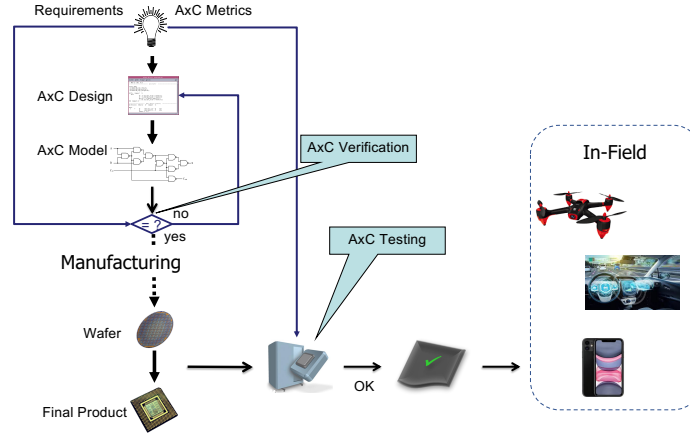 Requirements
AxC Metrics
AxC Design
AxC Model
AxC Verification
In-Field
no
= ?
yes
AxC Testing
Manufacturing
Wafer
OK
Final Product